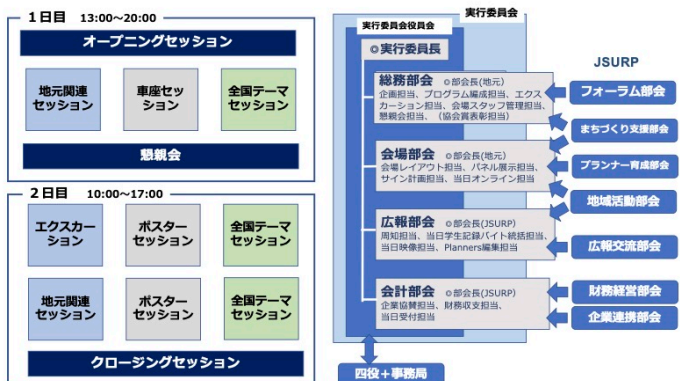 1日目 13:00～20:00
オープニングセッション
地元関連
セッション
車座セッ
ション
全国テーマ
セッション
懇親会
2日目 10:00～17:00
エクスカー
ション
ポスター
セッション
全国テーマ
セッション
地元関連
セッション
ポスター
セッション
全国テーマ
セッション
クロージングセッション
実行委員会
実行委員会役員会
◎実行委員長
総務部会 ○部会長(地元)
企画担当、プログラム編成担当、エクス
カーション担当、会場スタッフ管理担当、
懇親会担当、（協会賞表彰担当）
会場部会 ○部会長(地元)
会場レイアウト担当、パネル展示担当、
サイン計画担当、当日オンライン担当
広報部会 ○部会長(JSURP)
周知担当、当日学生記録バイト統括担当、
当日映像担当、Planners編集担当
会計部会 ○部会長(JSURP)
企業協賛担当、財務収支担当、
当日受付担当
四役＋事務局
JSURP
フォーラム部会
まちづくり支援部会
プランナー育成部会
地域活動部会
広報交流部会
財務経営部会
企業連携部会